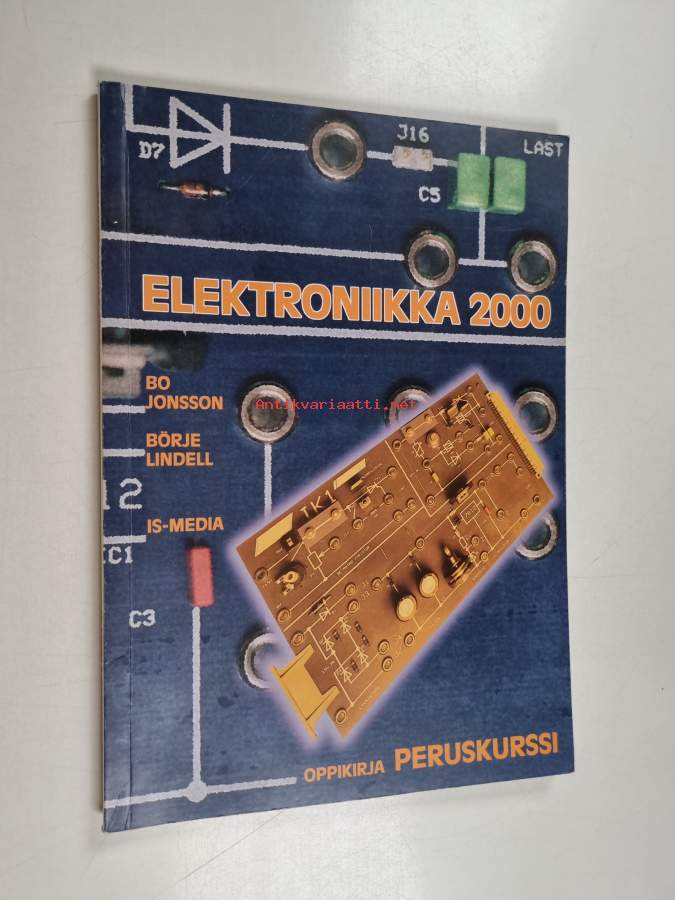 D7
J16
LAST
C5
ELEKTRONIIKKA 2000
BO
JONSSON
Antikvariaatti.net
BÖRJE
LINDELL
12
TK1
IS-MEDIA
C1
C3
OPPIKIRJA PERUSKURSSI